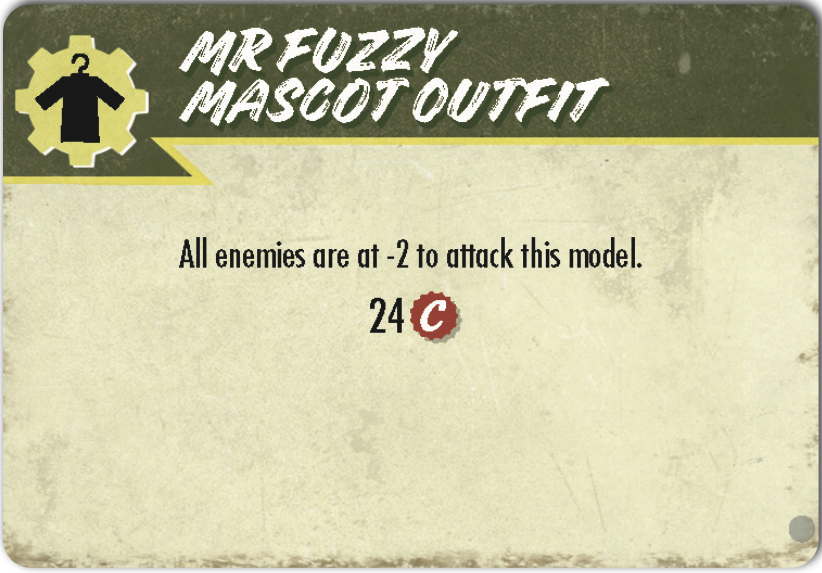 MR FUZZY
MASCOT OUTFIT
All enemies are at -2 to attack this model.
24 C